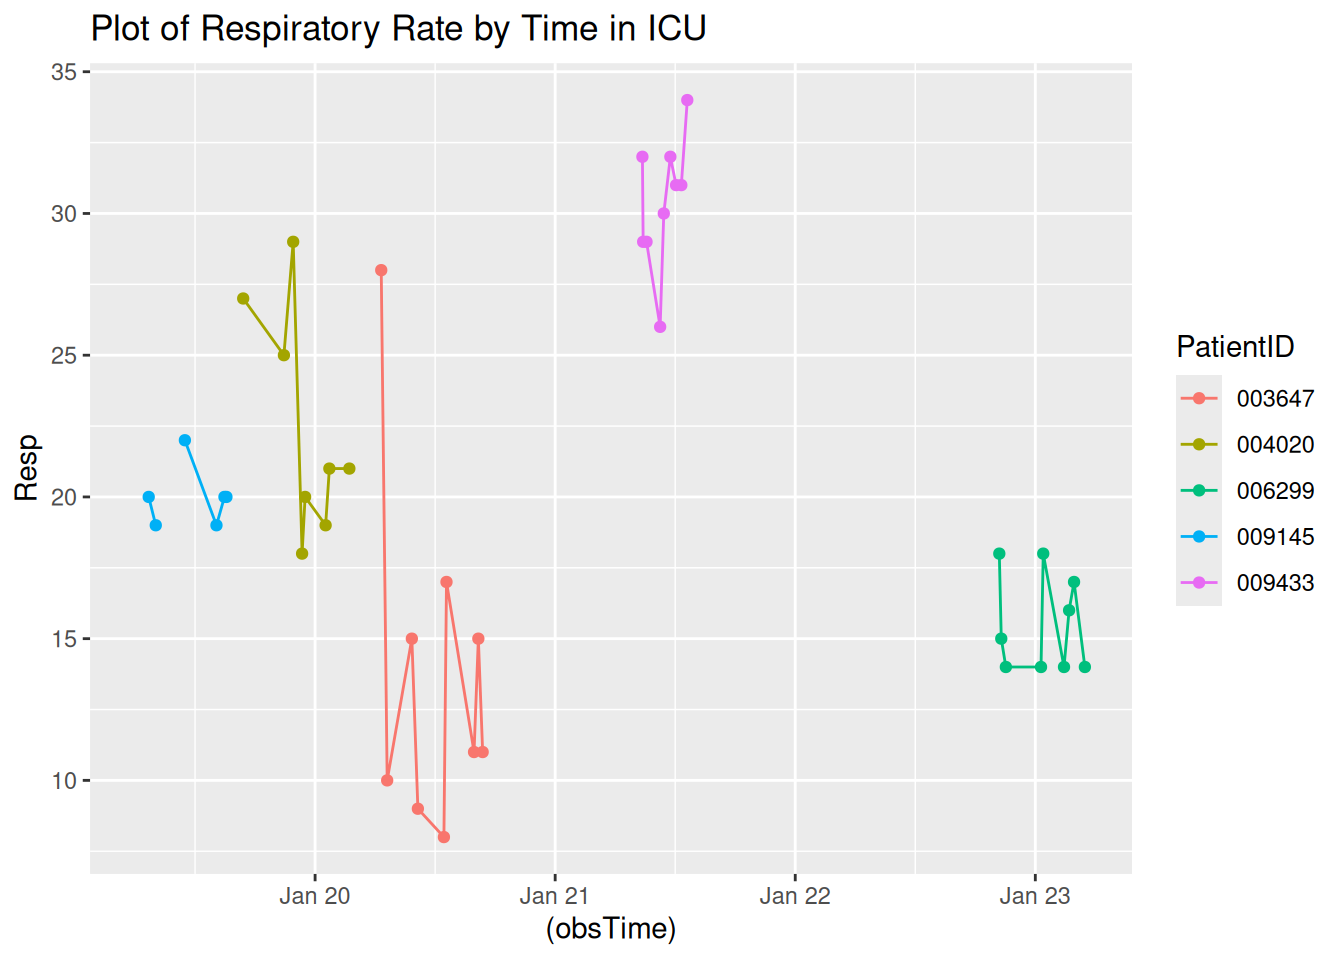 Plot of Respiratory Rate by Time in ICU
35
30
25
20
15
10
Resp
Jan 20
Jan 21
Jan 22
Jan 23
(obsTime)
PatientID
003647
004020
006299
009145
009433